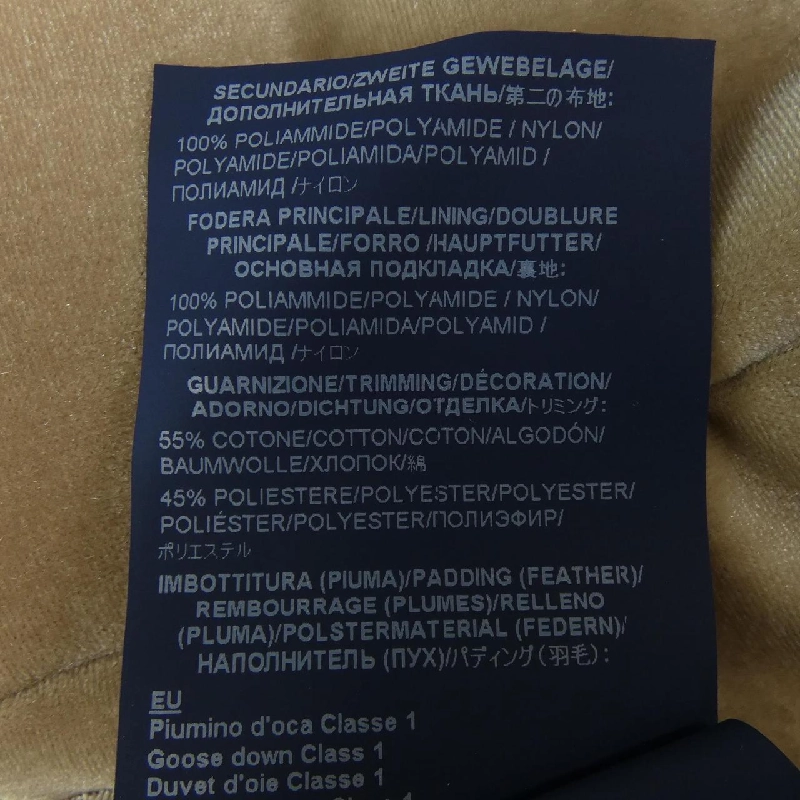 SECUNDARIO/ZWEITE GEWEBELAGE/
ДОПОЛНИТЕЛЬНАЯ ТКАНЬ/第二の布地:
100% POLIAMMIDE/POLYAMIDE / NYLON/
POLYAMIDE/POLIAMIDA/POLYAMID /
ПОЛИАМИД /ナイロン
FODERA PRINCIPALE/LINING/DOUBLURE
PRINCIPALE/FORRO /HAUPTFUTTER/
ОСНОВНАЯ ПОДКЛАДКА/裏地:
100% POLIAMMIDE/POLYAMIDE / NYLON/
POLYAMIDE/POLIAMIDA/POLYAMID /
ПОЛИАМИД /ナイロン
GUARNIZIONE/TRIMMING/DÉCORATION/
ADORNO/DICHTUNG/ОТДЕЛКА/トリミング:
55% COTONE/COTTON/COTON/ALGODÓN/
BAUMWOLLE/ХЛОПОК/綿
45% POLIESTERE/POLYESTER/POLYESTER/
POLIÉSTER/POLYESTER/ПОЛИЭФИР/
ポリエステル
IMBOTTITURA (PIUMA)/PADDING (FEATHER)/
REMBOURRAGE (PLUMES)/RELLENO
(PLUMA)/POLSTERMATERIAL (FEDERN)/
НАПОЛНИТЕЛЬ (ПУХ)/パディング(羽毛):
EU
Piumino d'oca Classe 1
Goose down Class 1
Duvet d'oie Classe 1